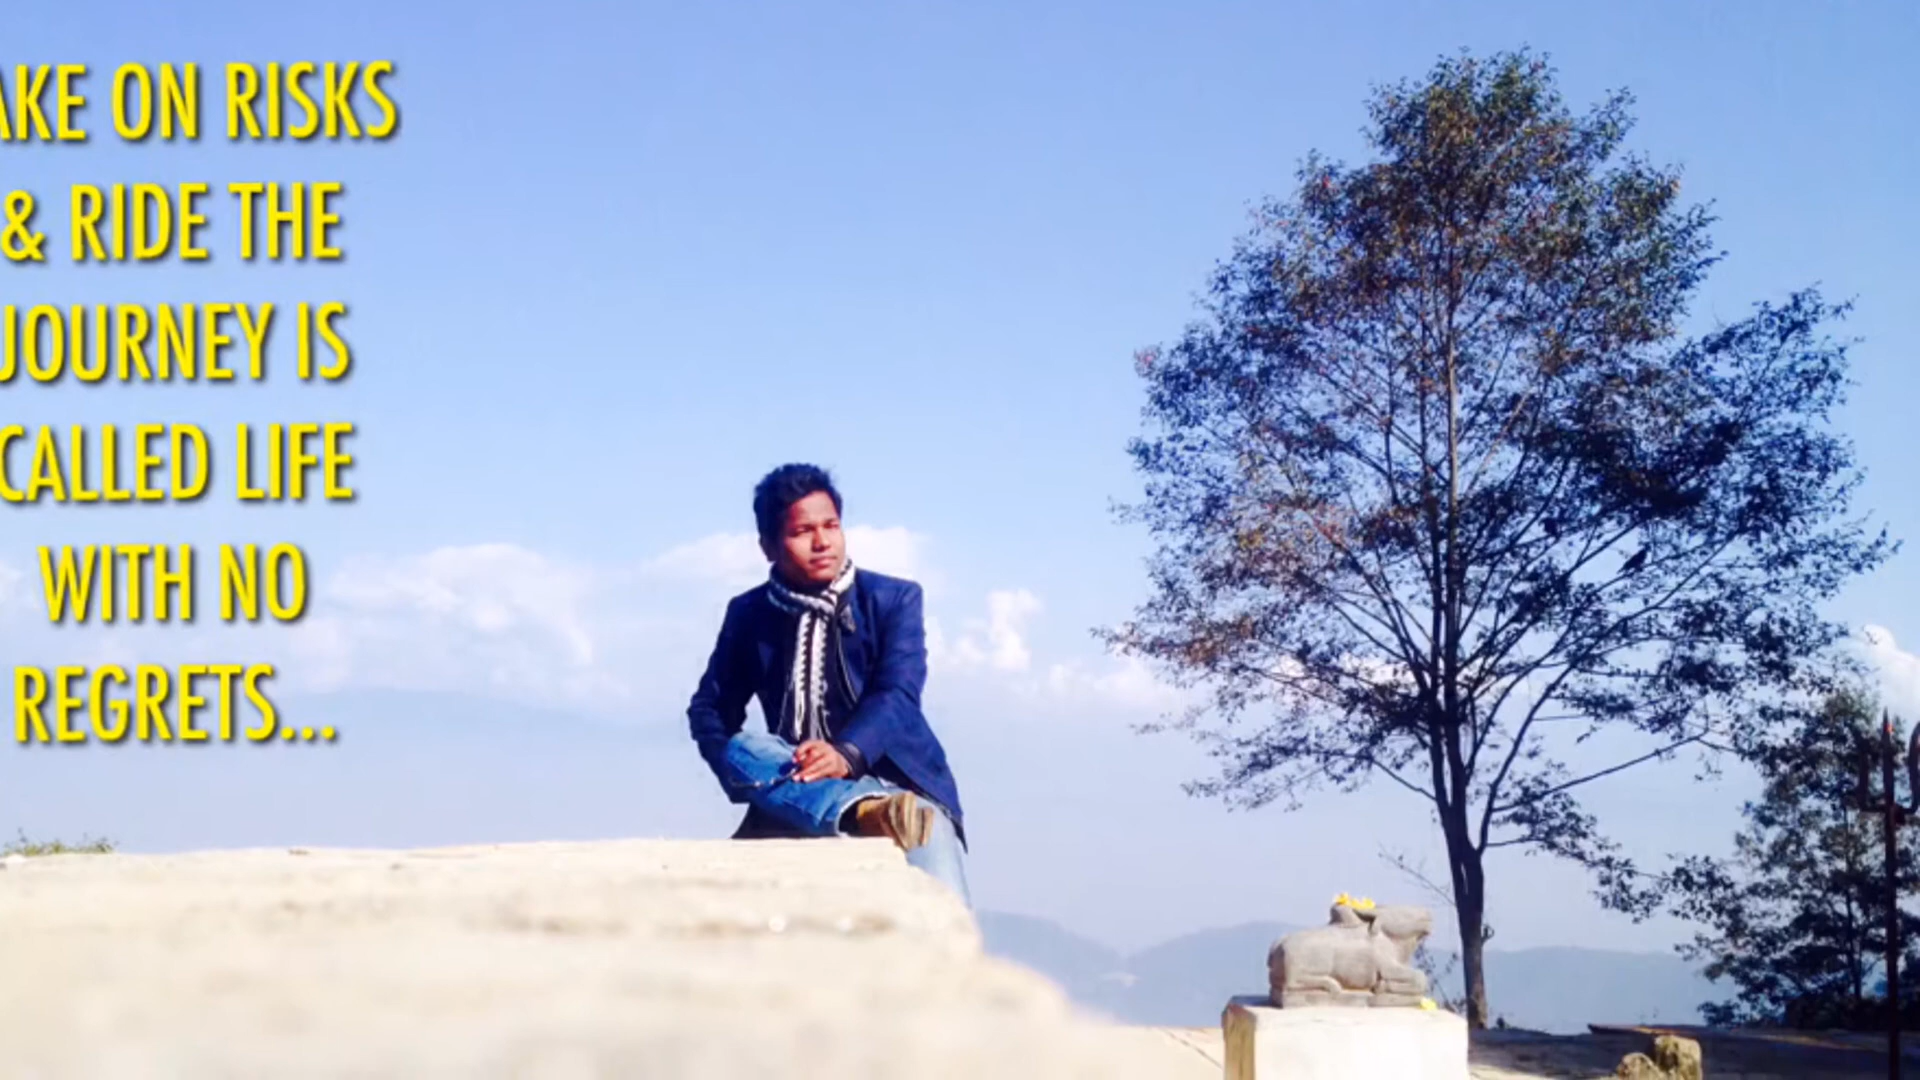 AKE ON RISKS
& RIDE THE
JOURNEY IS
CALLED LIFE
WITH NO
REGRETS...